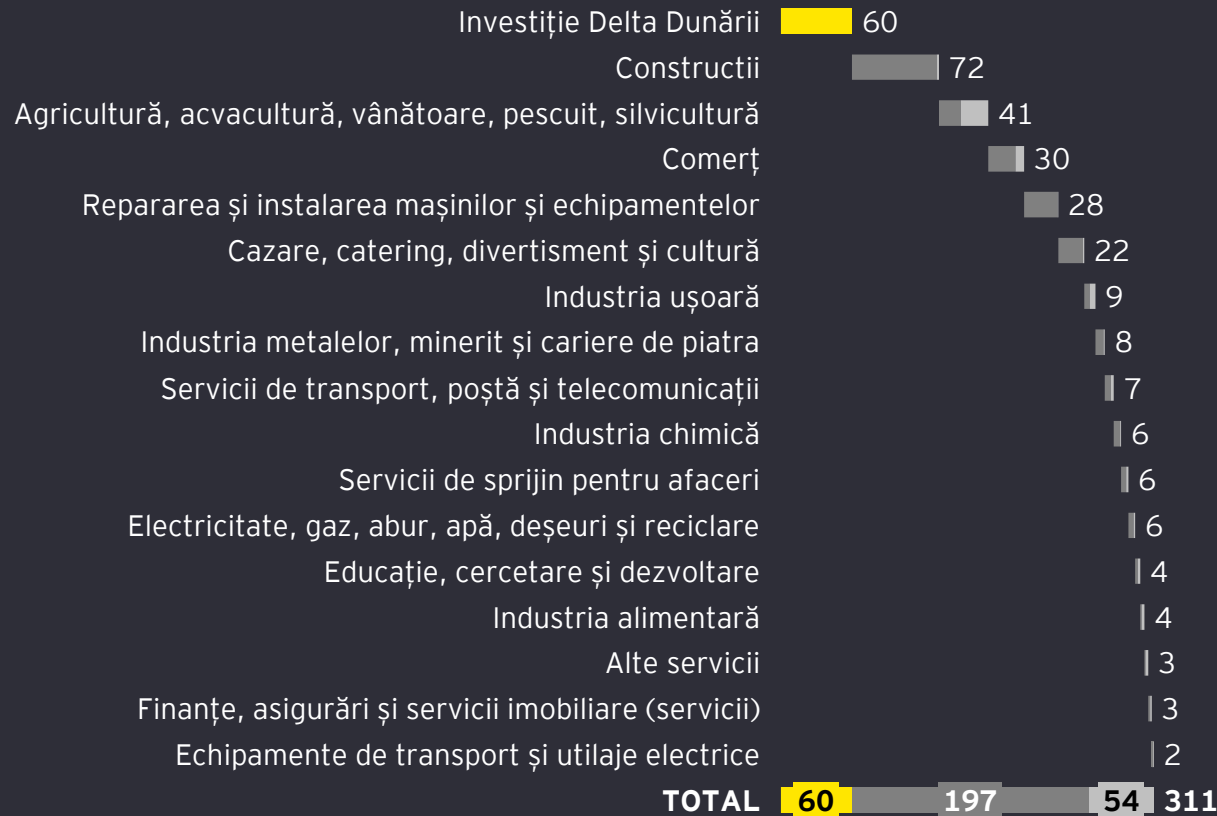 Investiție Delta Dunării 60
Constructii 72
Agricultură, acvacultură, vânătoare, pescuit, silvicultură 41
Comerț 30
Repararea și instalarea mașinilor și echipamentelor 28
Cazare, catering, divertisment și cultură 22
Industria ușoară 9
Industria metalelor, minerit și cariere de piatra 8
Servicii de transport, poștă și telecomunicații 7
Industria chimică 6
Servicii de sprijin pentru afaceri 6
Electricitate, gaz, abur, apă, deșeuri și reciclare 6
Educație, cercetare și dezvoltare 4
Industria alimentară 4
Alte servicii 3
Finanțe, asigurări și servicii imobiliare (servicii) 3
Echipamente de transport și utilaje electrice 2
TOTAL 60 197 54 311